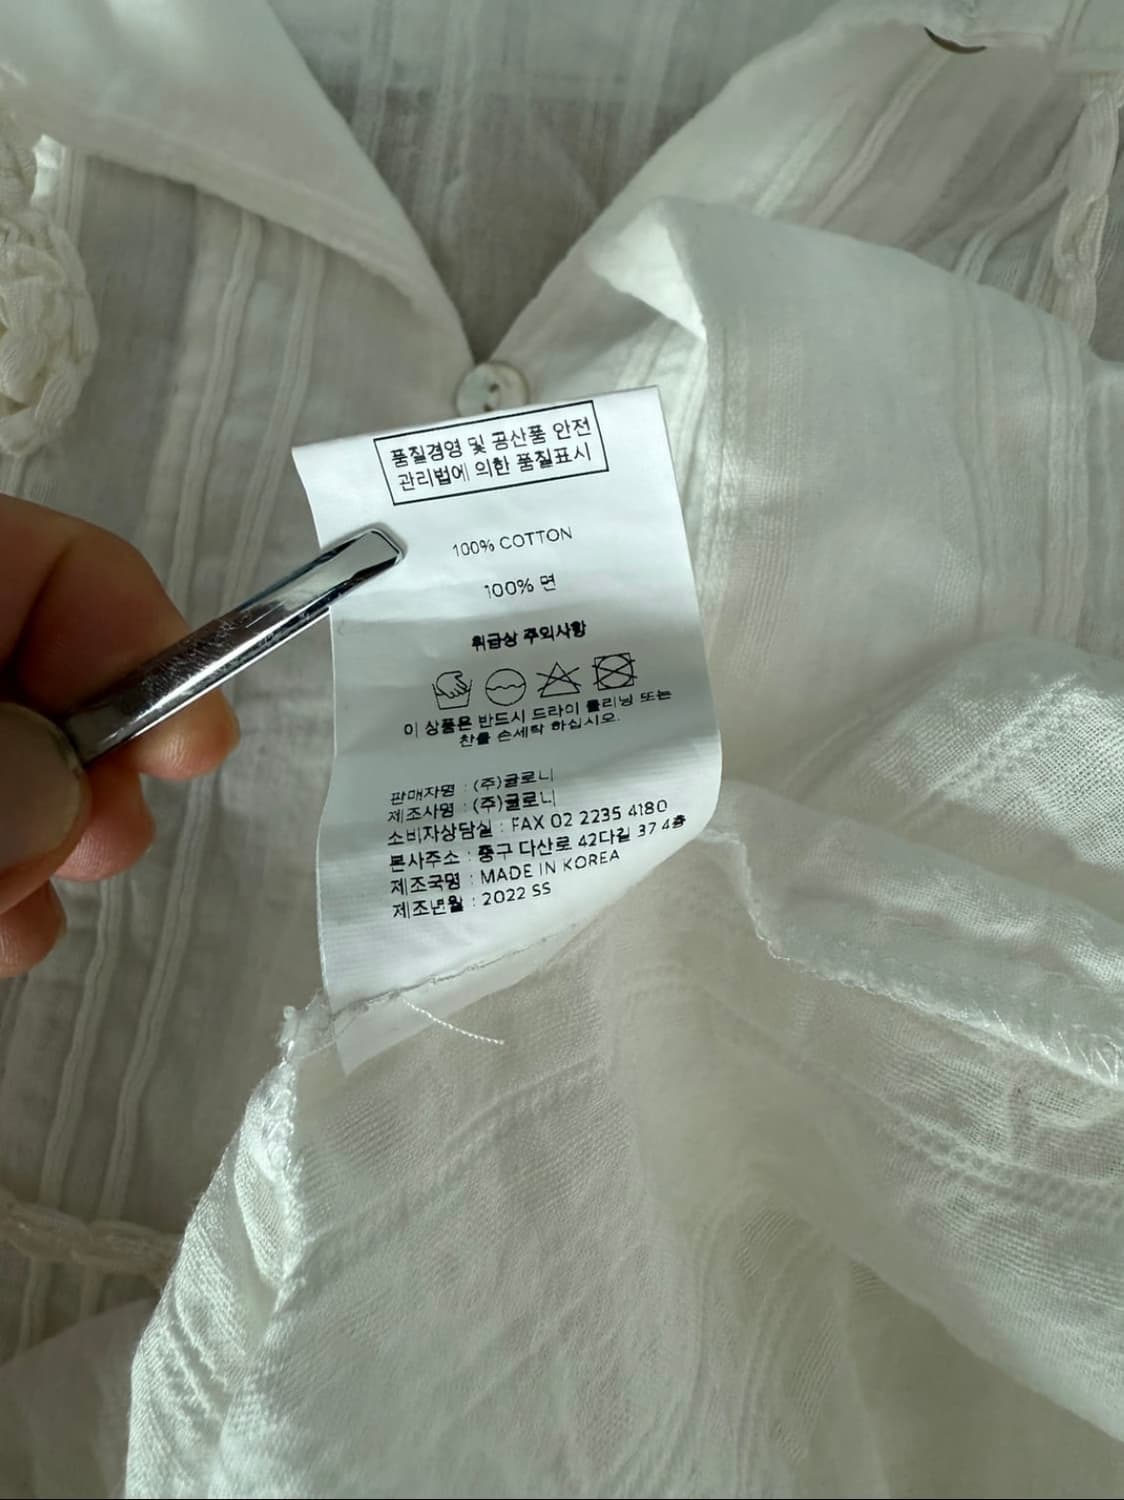 품질경영 및 공산품 안전
관리법에 의한 품질표시
100% COTTON
100% 면
취급상 주의사항
이 상품은 반드시 드라이 클리닝 또는
찬물 손세탁 하십시오.
판매자명 : (주)글로니
제조사명 : (주)글로니
소비자상담실 : FAX 02 2235 4180
본사주소 : 중구 다산로 42다길 37 4층
제조국명 : MADE IN KOREA
제조년월 : 2022 SS